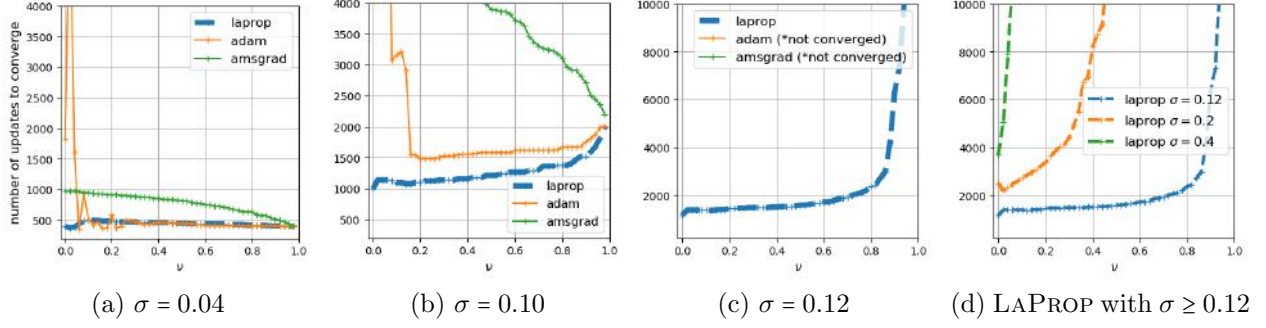 number of updates to converge
4000
3500
3000
2500
2000
1500
1000
500
0.0 0.2 0.4 0.6 0.8 1.0
ν
laprop
adam
amsgrad
(a) σ = 0.04
4000
3500
3000
2500
2000
1500
1000
500
0.0 0.2 0.4 0.6 0.8 1.0
ν
laprop
adam
amsgrad
(b) σ = 0.10
10000
8000
6000
4000
2000
0.0 0.2 0.4 0.6 0.8 1.0
ν
laprop
adam (*not converged)
amsgrad (*not converged)
(c) σ = 0.12
10000
8000
6000
4000
2000
0.0 0.2 0.4 0.6 0.8 1.0
ν
laprop σ = 0.12
laprop σ = 0.2
laprop σ = 0.4
(d) LAPROP with σ ≥ 0.12